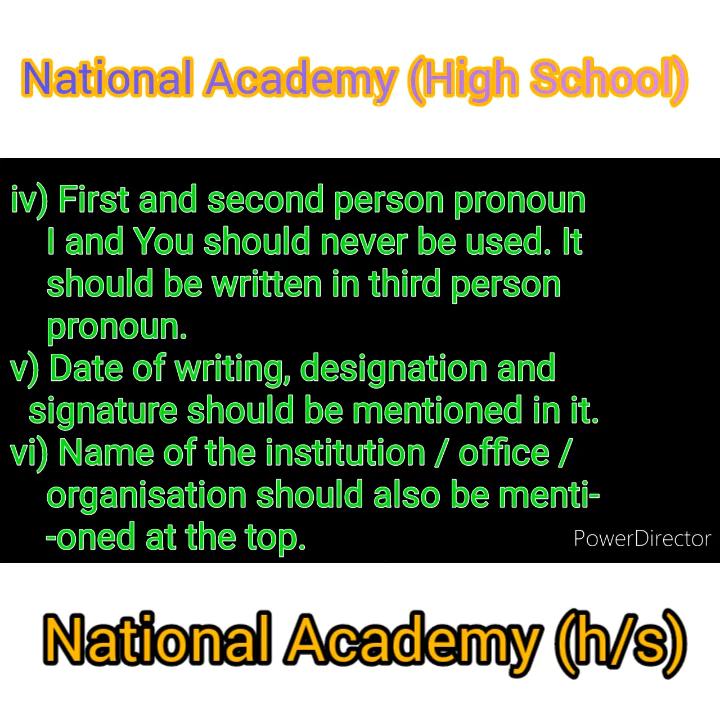 National Academy (High School)
iv) First and second person pronoun
I and You should never be used. It
should be written in third person
pronoun.
v) Date of writing, designation and
signature should be mentioned in it.
vi) Name of the institution / office /
organisation should also be menti-
-oned at the top.
PowerDirector
National Academy (h/s)